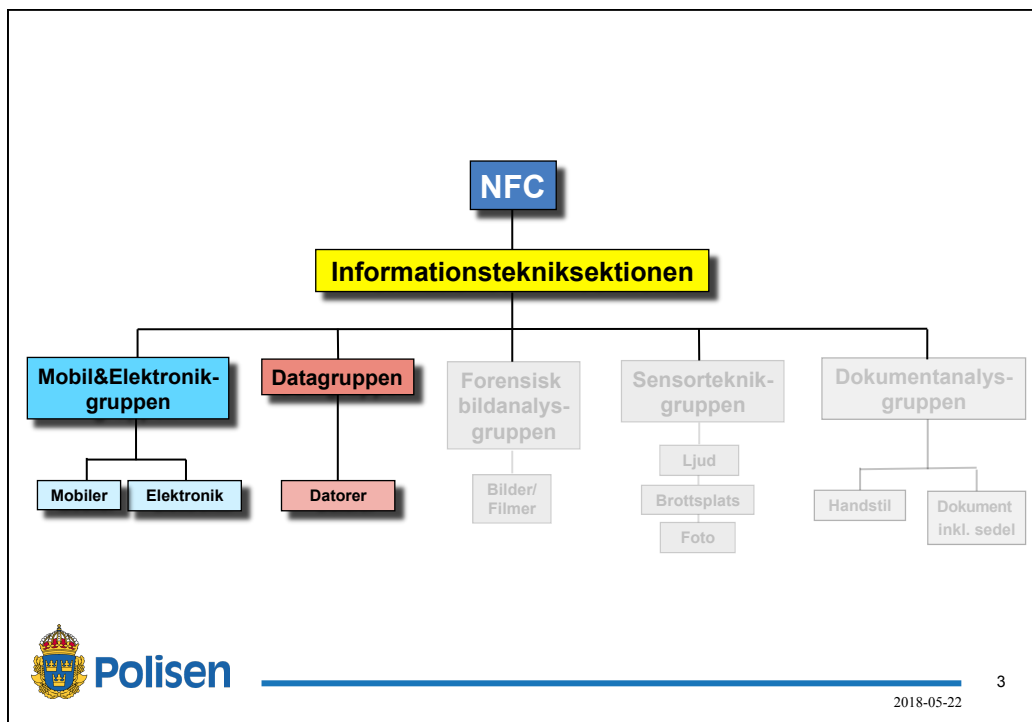 NFC
Informationstekniksektionen
Mobil&Elektronik-
gruppen
Datagruppen
Forensisk
bildanalys-
gruppen
Sensorteknik-
gruppen
Dokumentanalys-
gruppen
Mobiler
Elektronik
Datorer
Bilder/
Filmer
Ljud
Brottsplats
Foto
Handstil
Dokument
inkl. sedel
Polisen
3
2018-05-22